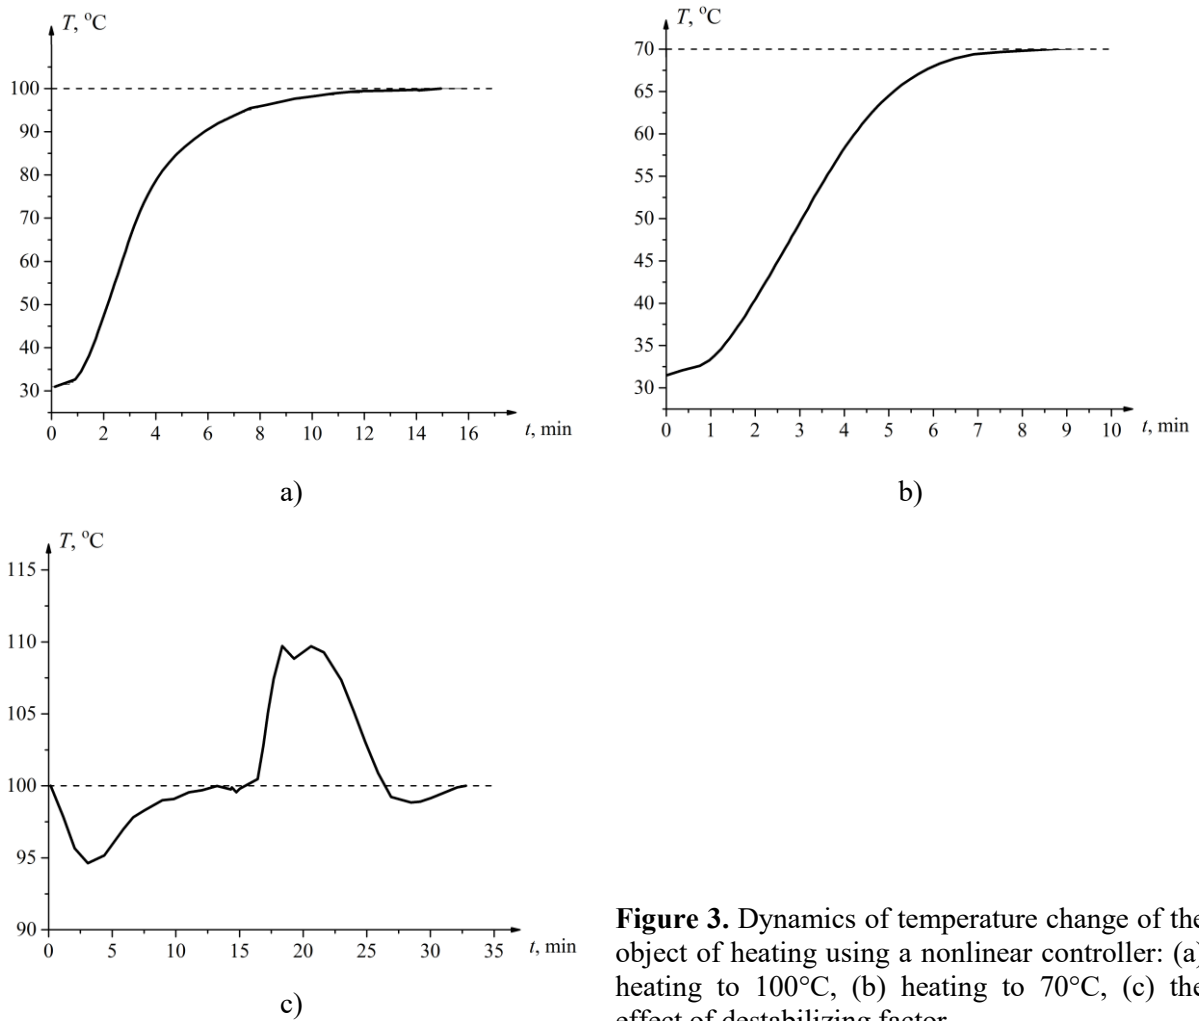 T, °C
100
90
80
70
60
50
40
30
0 2 4 6 8 10 12 14 16 t, min
a)
T, °C
70
65
60
55
50
45
40
35
30
0 1 2 3 4 5 6 7 8 9 10 t, min
b)
T, °C
115
110
105
100
95
90
0 5 10 15 20 25 30 35 t, min
c)
Figure 3. Dynamics of temperature change of the
object of heating using a nonlinear controller: (a)
heating to 100°C, (b) heating to 70°C, (c) the
effect of destabilizing factor